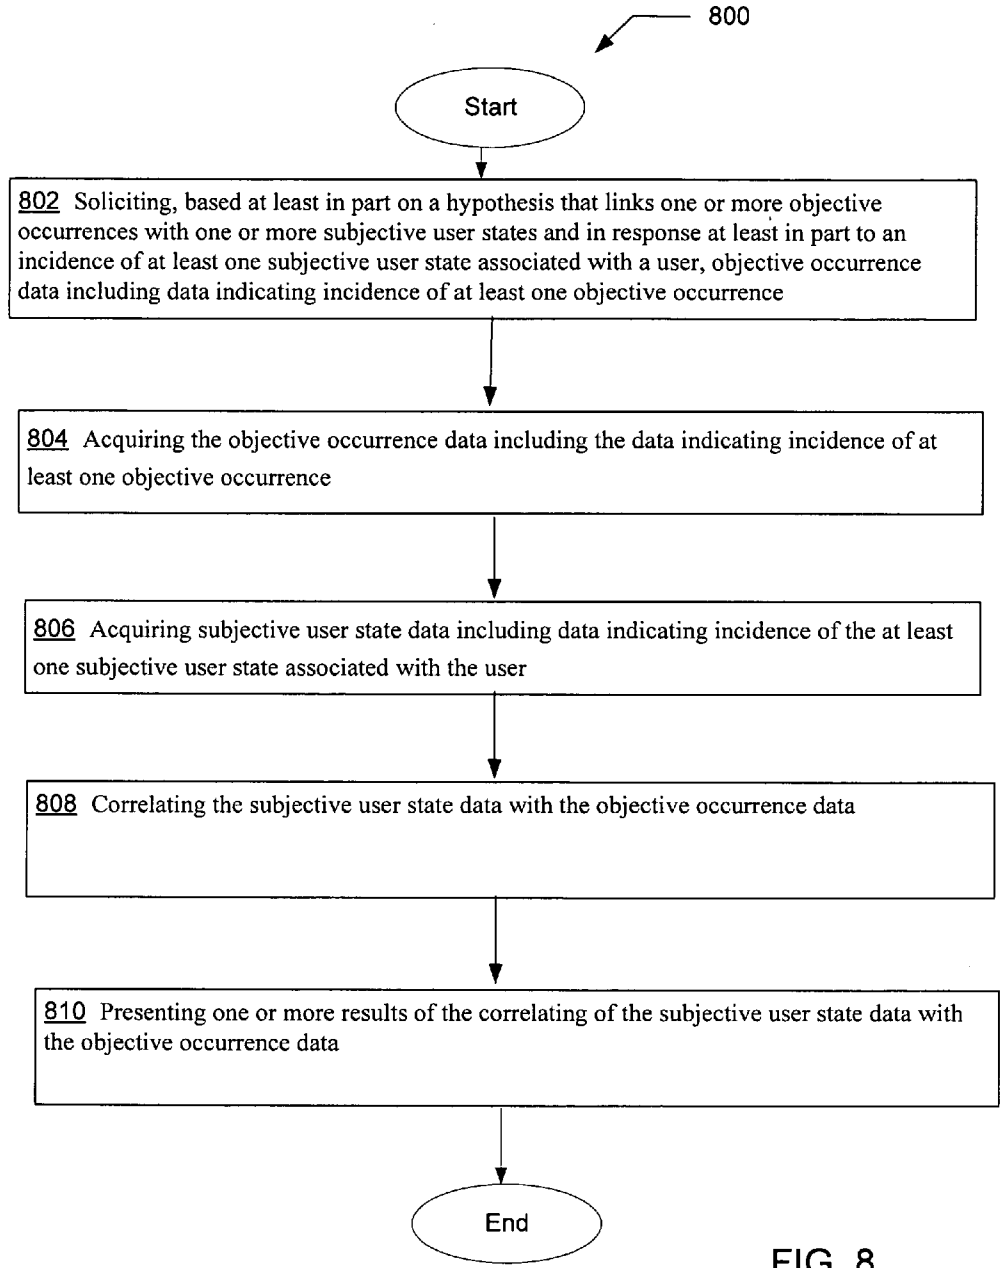 800
Start
802 Soliciting, based at least in part on a hypothesis that links one or more objective
occurrences with one or more subjective user states and in response at least in part to an
incidence of at least one subjective user state associated with a user, objective occurrence
data including data indicating incidence of at least one objective occurrence
804 Acquiring the objective occurrence data including the data indicating incidence of at
least one objective occurrence
806 Acquiring subjective user state data including data indicating incidence of the at least
one subjective user state associated with the user
808 Correlating the subjective user state data with the objective occurrence data
810 Presenting one or more results of the correlating of the subjective user state data with
the objective occurrence data
End
FIG. 8